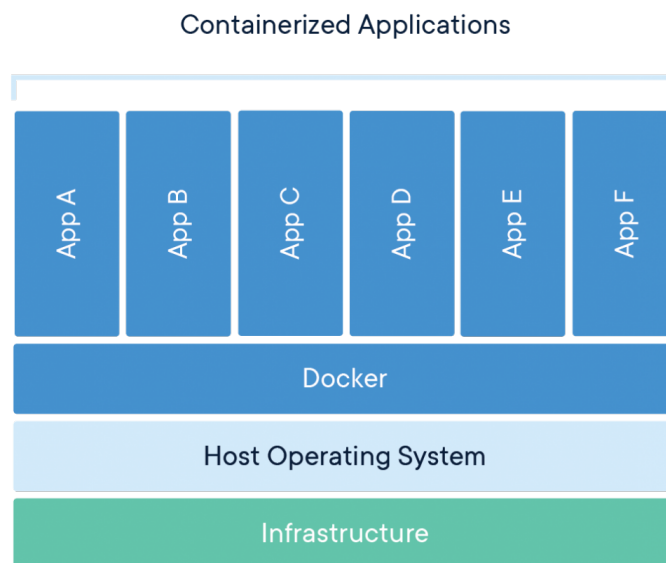 Containerized Applications
App A
App B
App C
App D
App E
App F
Docker
Host Operating System
Infrastructure